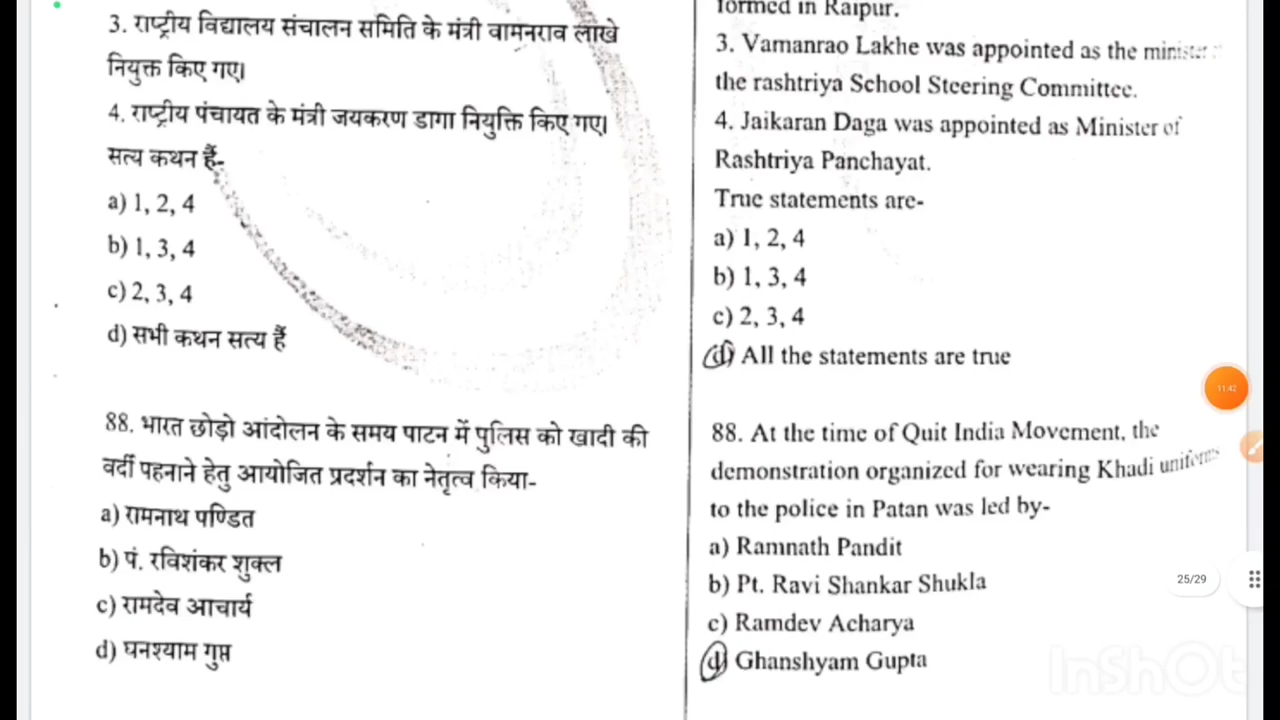 3. राष्ट्रीय विद्यालय संचालन समिति के मंत्री वामनराव लाखे
नियुक्त किए गए।
4. राष्ट्रीय पंचायत के मंत्री जयकरण डागा नियुक्ति किए गए।
सत्य कथन हैं-
a) 1, 2, 4
b) 1, 3, 4
c) 2, 3, 4
d) सभी कथन सत्य हैं
88. भारत छोड़ो आंदोलन के समय पाटन में पुलिस को खादी की
वर्दी पहनाने हेतु आयोजित प्रदर्शन का नेतृत्व किया-
a) रामनाथ पण्डित
b) पं. रविशंकर शुक्ल
c) रामदेव आचार्य
d) घनश्याम गुप्त
formed in Raipur.
3. Vamanrao Lakhe was appointed as the minister
the rashtriya School Steering Committee.
4. Jaikaran Daga was appointed as Minister of
Rashtriya Panchayat.
True statements are-
a) 1, 2, 4
b) 1, 3, 4
c) 2, 3, 4
d) All the statements are true
88. At the time of Quit India Movement, the
demonstration organized for wearing Khadi uniforms
to the police in Patan was led by-
a) Ramnath Pandit
b) Pt. Ravi Shankar Shukla
c) Ramdev Acharya
d) Ghanshyam Gupta
11:42
25/29
InShOt